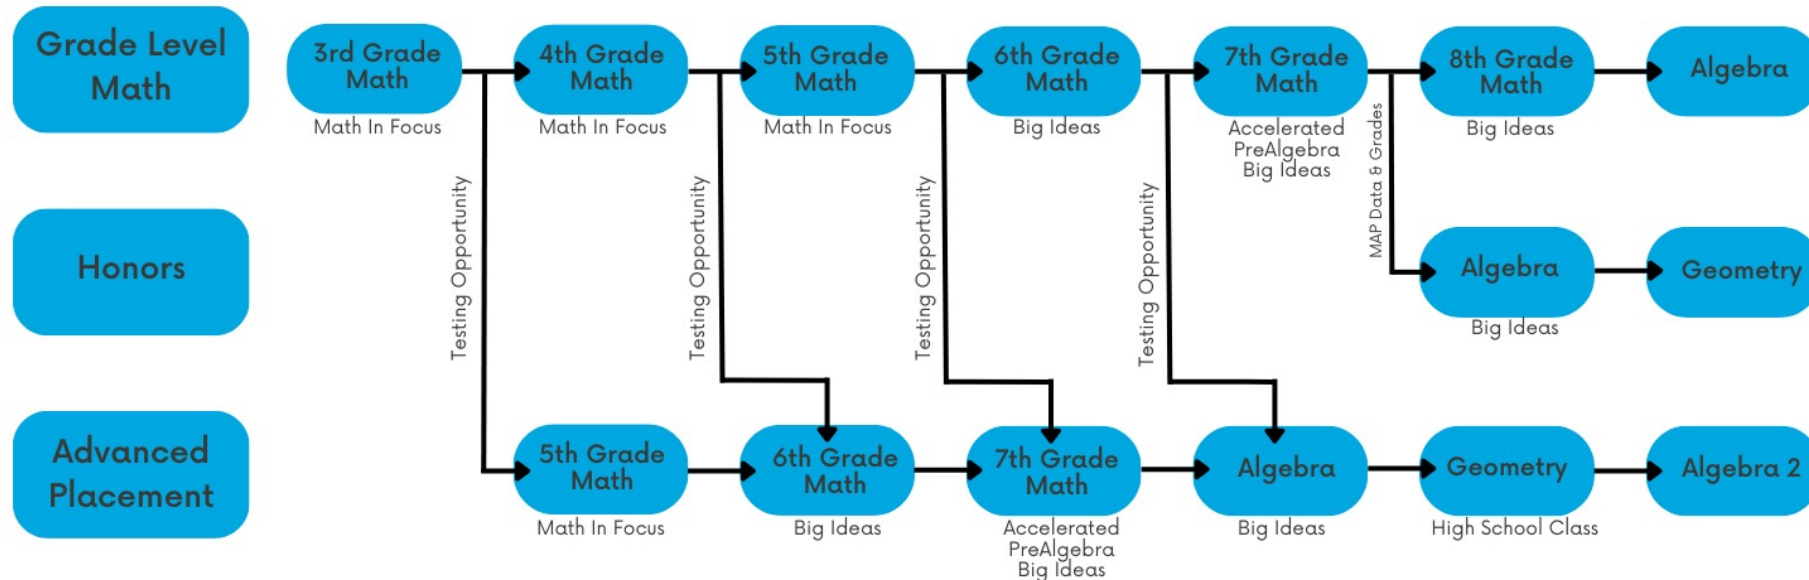 Grade Level
Math
3rd Grade
Math
Math In Focus
4th Grade
Math
Math In Focus
5th Grade
Math
Math In Focus
6th Grade
Math
Big Ideas
7th Grade
Math
Accelerated
PreAlgebra
Big Ideas
8th Grade
Math
Big Ideas
Algebra
Testing Opportunity
Testing Opportunity
Testing Opportunity
Testing Opportunity
MAP Data & Grades
Honors
Algebra
Big Ideas
Geometry
Advanced
Placement
5th Grade
Math
Math In Focus
6th Grade
Math
Big Ideas
7th Grade
Math
Accelerated
PreAlgebra
Big Ideas
Algebra
Big Ideas
Geometry
High School Class
Algebra 2